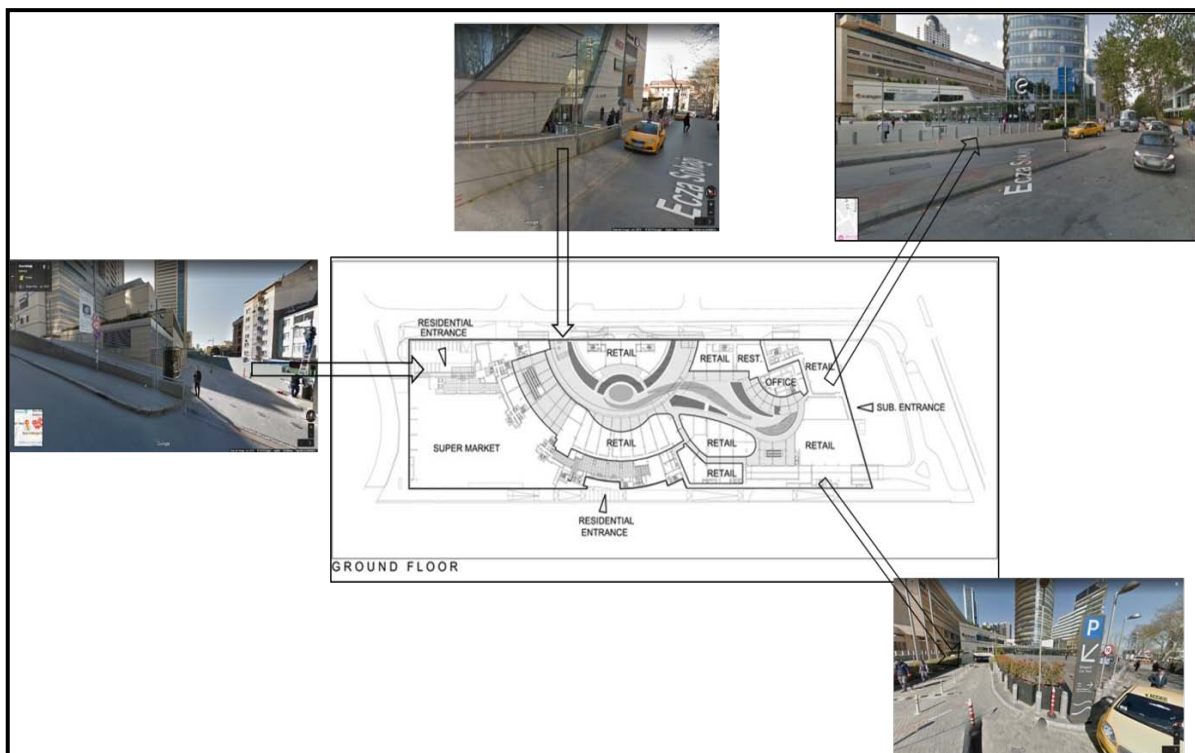 Ecza Sokağı
Ecza Sokağı
Google
RESIDENTIAL
ENTRANCE
RETAIL
RETAIL
REST.
RETAIL
OFFICE
SUB. ENTRANCE
SUPER MARKET
RETAIL
RETAIL
RETAIL
RETAIL
RESIDENTIAL
ENTRANCE
GROUND FLOOR
P